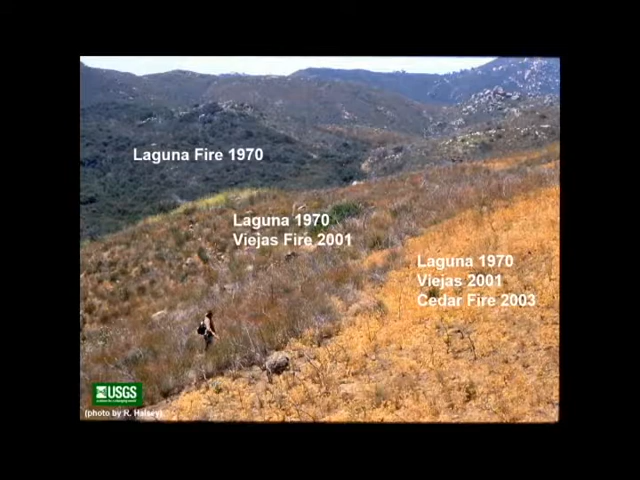 Laguna Fire 1970
Laguna 1970
Viejas Fire 2001
Laguna 1970
Viejas 2001
Cedar Fire 2003
USGS
(photo by R. Halsey)